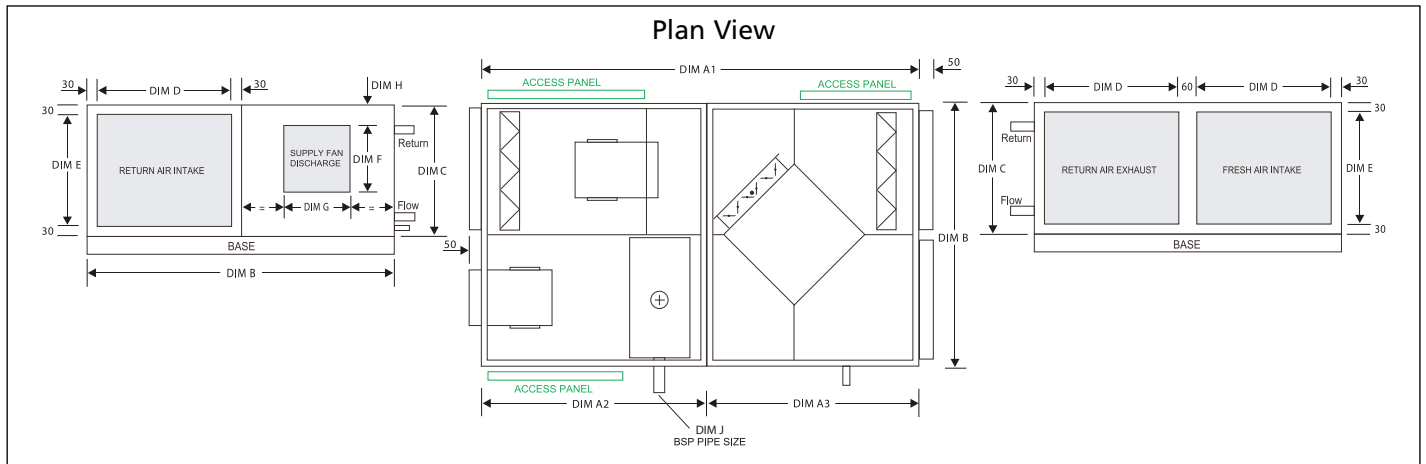 Plan View
30
DIM D
30
DIM H
30
DIM E
30
RETURN AIR INTAKE
SUPPLY FAN
DISCHARGE
DIM F
DIM G
=
=
Return
DIM C
Flow
BASE
DIM B
DIM A1
50
ACCESS PANEL
ACCESS PANEL
50
DIM B
ACCESS PANEL
DIM A2
DIM A3
DIM J
BSP PIPE SIZE
30
DIM D
60
DIM D
30
30
Return
DIM C
Flow
RETURN AIR EXHAUST
FRESH AIR INTAKE
DIM E
30
BASE